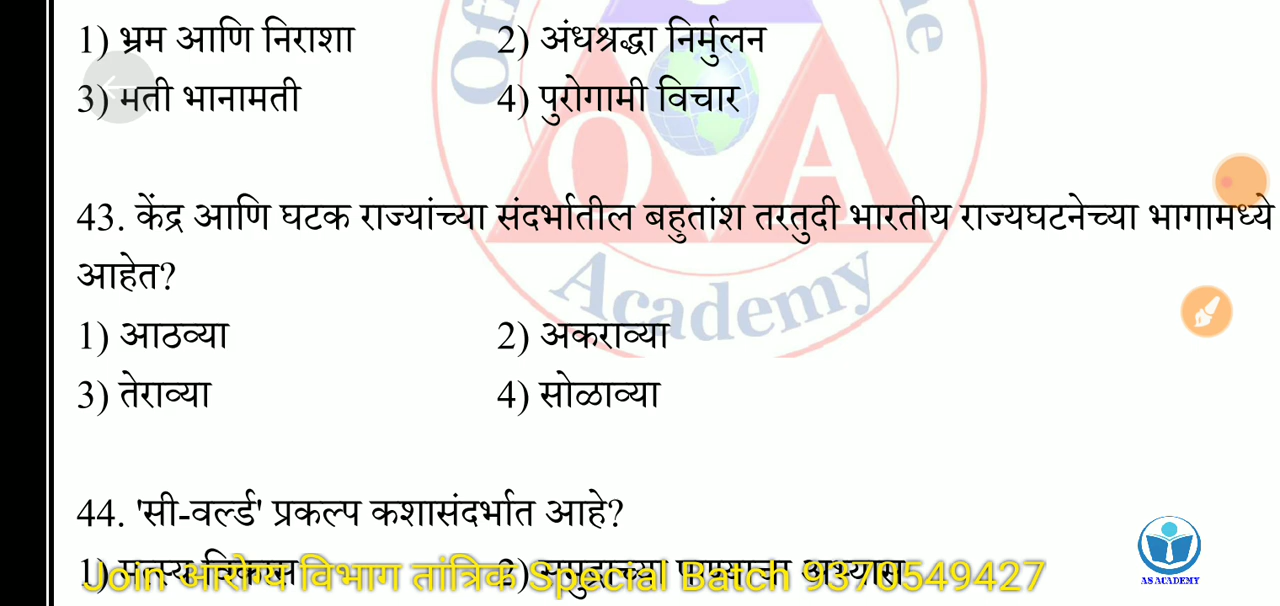 1) भ्रम आणि निराशा 2) अंधश्रद्धा निर्मुलन
3) मती भानामती 4) पुरोगामी विचार
43. केंद्र आणि घटक राज्यांच्या संदर्भातील बहुतांश तरतुदी भारतीय राज्यघटनेच्या भागामध्ये
आहेत?
1) आठव्या 2) अकराव्या
3) तेराव्या 4) सोळाव्या
Academy
44. 'सी-वर्ल्ड' प्रकल्प कशासंदर्भात आहे?
1) 2)
Join आरोग्य विभाग तांत्रिक Special Batch 9370549427
AS ACADEMY